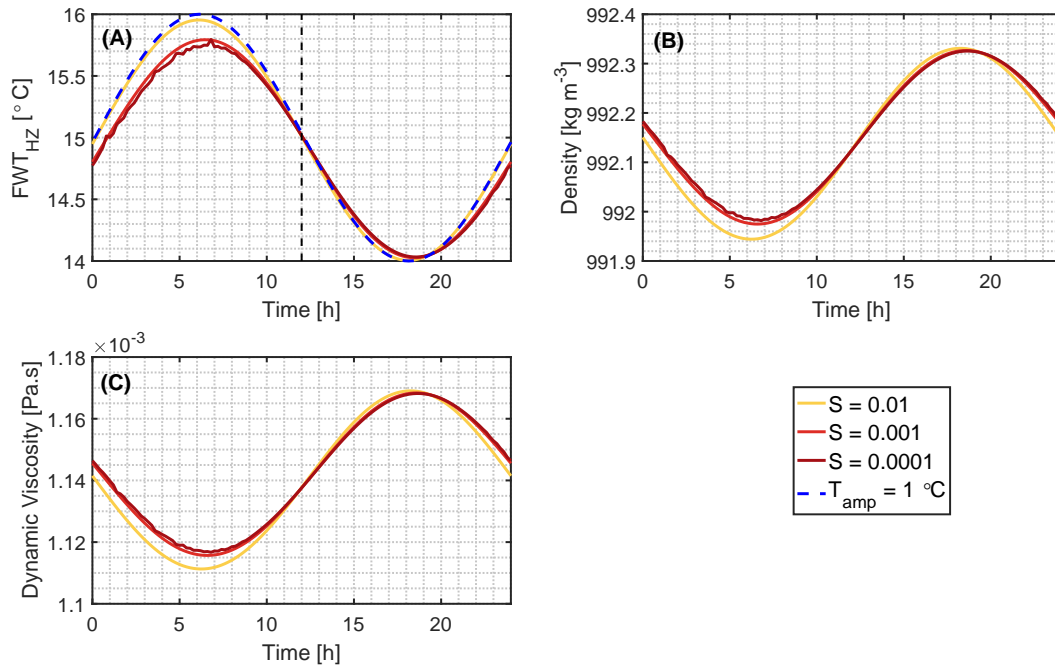 (A)
FWT_HZ [°C]
16
15.5
15
14.5
14
0 5 10 15 20
Time [h]
(B)
Density [kg m⁻³]
992.4
992.3
992.2
992.1
992
991.9
0 5 10 15 20
Time [h]
×10⁻³
(C)
Dynamic Viscosity [Pa.s]
1.18
1.16
1.14
1.12
1.1
0 5 10 15 20
Time [h]
S = 0.01
S = 0.001
S = 0.0001
T_amp = 1 °C